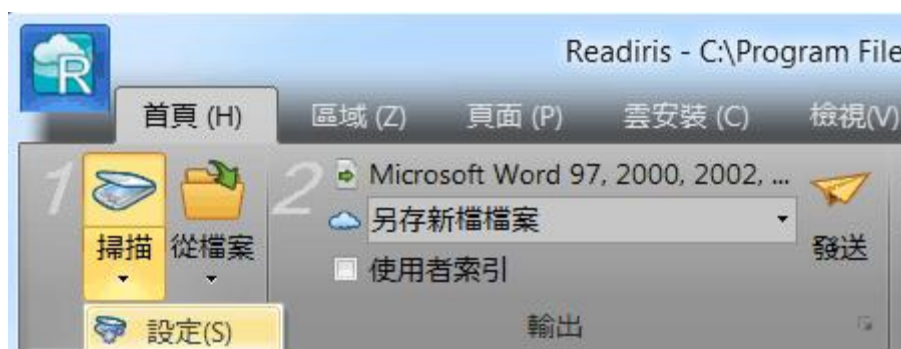 R
Readiris - C:\Program File
首頁 (H) 區域 (Z) 頁面 (P) 雲安裝 (C) 檢視(V)
1 掃描 從檔案
2 Microsoft Word 97, 2000, 2002, ...
另存新檔檔案
使用者索引
發送
設定(S)
輸出